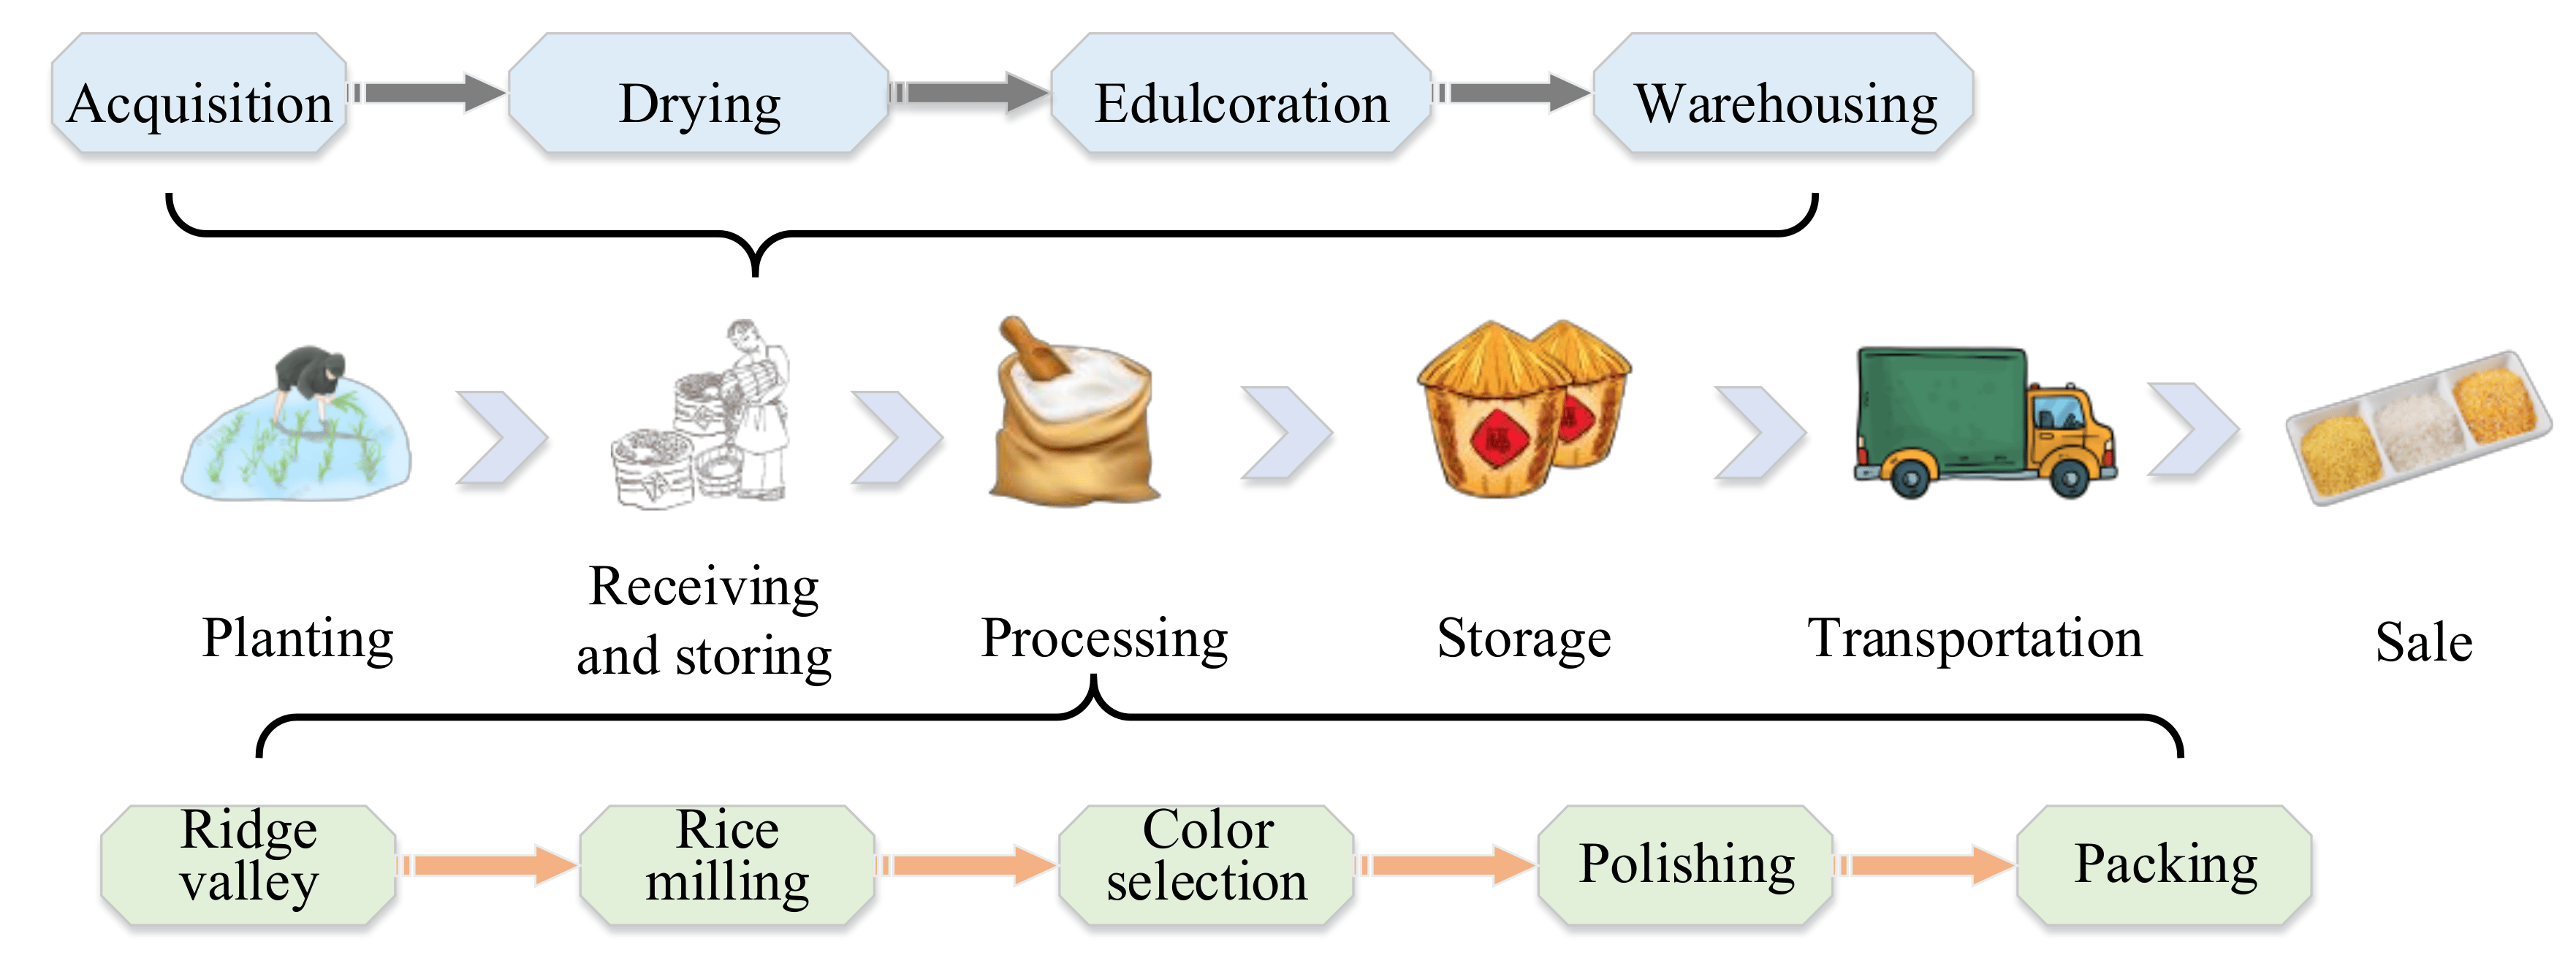 Acquisition
Drying
Edulcoration
Warehousing
Planting
Receiving
and storing
Processing
Storage
Transportation
Sale
Ridge
valley
Rice
milling
Color
selection
Polishing
Packing